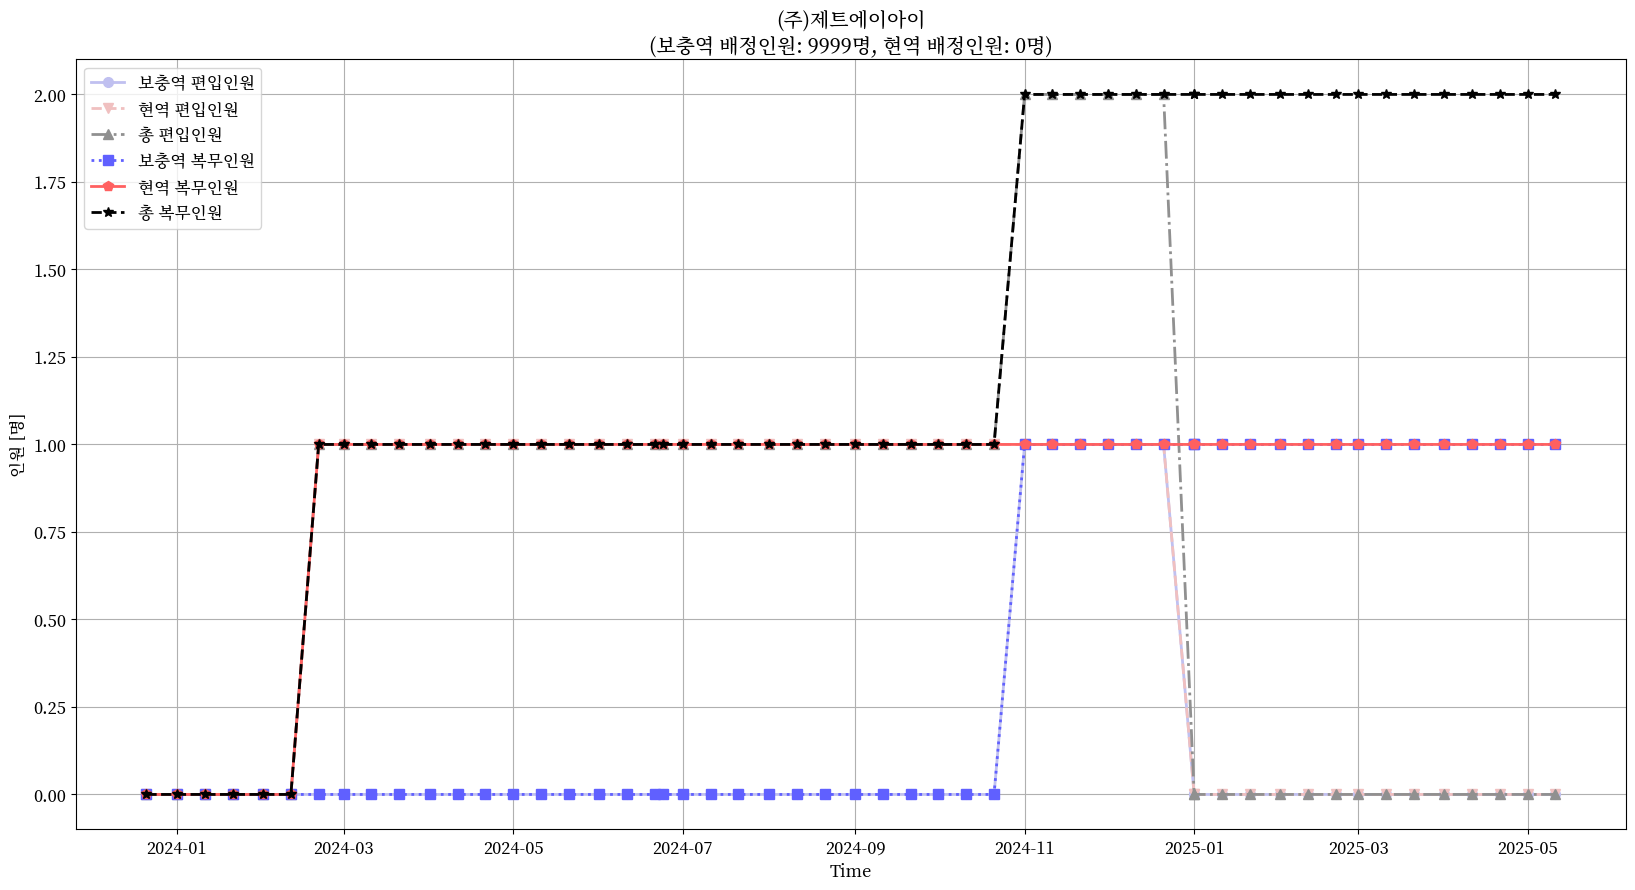 (주)제트에이아이
(보충역 배정인원: 9999명, 현역 배정인원: 0명)
보충역 편입인원
현역 편입인원
총 편입인원
보충역 복무인원
현역 복무인원
총 복무인원
2.00
1.75
1.50
1.25
1.00
0.75
0.50
0.25
0.00
인원 [명]
2024-01 2024-03 2024-05 2024-07 2024-09 2024-11 2025-01 2025-03 2025-05
Time